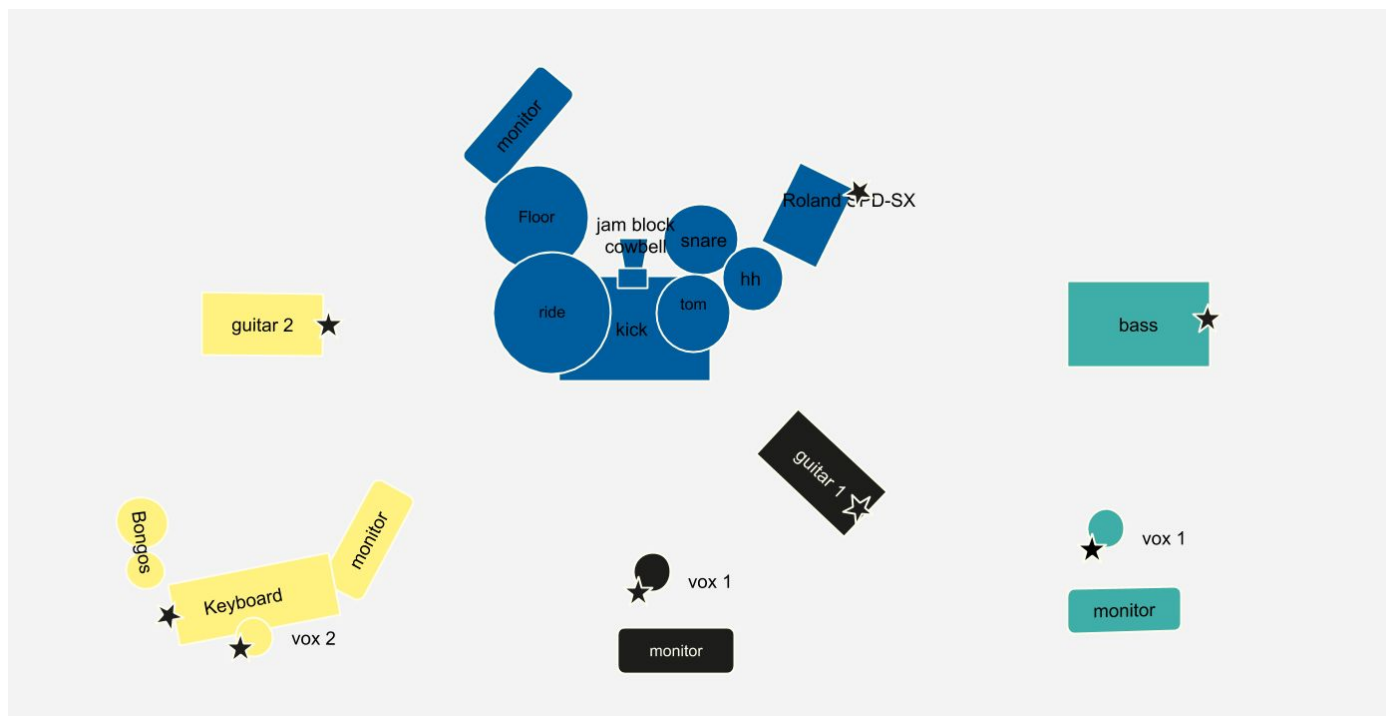 monitor
Floor
jam block
cowbell
snare
Roland SPD-SX
hh
tom
ride
kick
guitar 2
bass
guitar 1
Bongos
monitor
Keyboard
vox 2
vox 1
monitor
vox 1
monitor